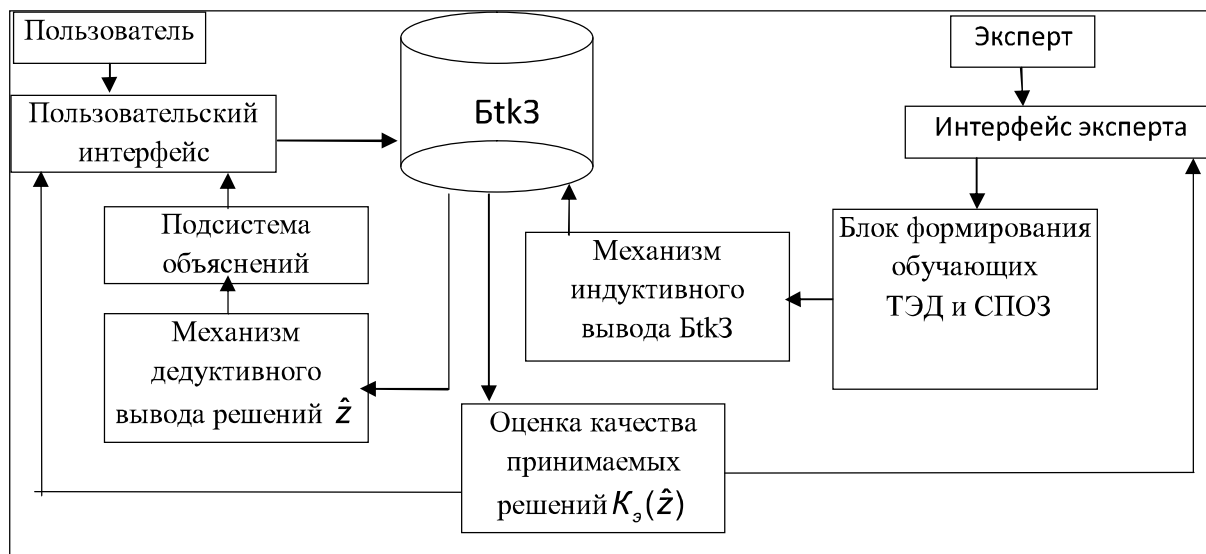 Пользователь
Пользовательский
интерфейс
БtkЗ
Эксперт
Интерфейс эксперта
Подсистема
объяснений
Механизм
дедуктивного
вывода решений ẑ
Механизм
индуктивного
вывода БtkЗ
Блок формирования
обучающих
ТЭД и СПОЗ
Оценка качества
принимаемых
решений K_э(ẑ)